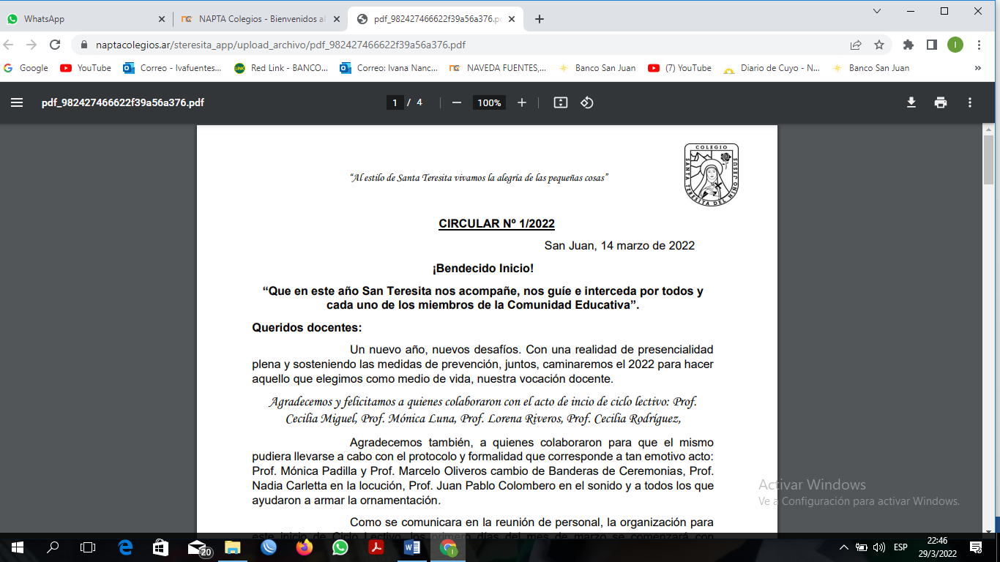 WhatsApp
NAPTA Colegios - Bienvenidos al
pdf_982427466622f39a56a376.pd
naptacolegios.ar/steresita_app/upload_archivo/pdf_982427466622f39a56a376.pdf
I
Google
YouTube
Correo - Ivafuentes...
Red Link - BANCO...
Correo: Ivana Nanc...
NAVEDA FUENTES,...
Banco San Juan
(7) YouTube
Diario de Cuyo - N...
Banco San Juan
»
pdf_982427466622f39a56a376.pdf
1 / 4
100%
COLEGIO
SANTA TERESITA DEL NIÑO JESUS
“Al estilo de Santa Teresita vivamos la alegría de las pequeñas cosas”
CIRCULAR Nº 1/2022
San Juan, 14 marzo de 2022
¡Bendecido Inicio!
“Que en este año San Teresita nos acompañe, nos guíe e interceda por todos y
cada uno de los miembros de la Comunidad Educativa”.
Queridos docentes:
Un nuevo año, nuevos desafíos. Con una realidad de presencialidad
plena y sosteniendo las medidas de prevención, juntos, caminaremos el 2022 para hacer
aquello que elegimos como medio de vida, nuestra vocación docente.
Agradecemos y felicitamos a quienes colaboraron con el acto de incio de ciclo lectivo: Prof.
Cecilia Miguel, Prof. Mónica Luna, Prof. Lorena Riveros, Prof. Cecilia Rodríguez,
Agradecemos también, a quienes colaboraron para que el mismo
pudiera llevarse a cabo con el protocolo y formalidad que corresponde a tan emotivo acto:
Prof. Mónica Padilla y Prof. Marcelo Oliveros cambio de Banderas de Ceremonias, Prof.
Nadia Carletta en la locución, Prof. Juan Pablo Colombero en el sonido y a todos los que
ayudaron a armar la ornamentación.
Como se comunicara en la reunión de personal, la organización para
este inicio de Ciclo Lectivo, los primero días del mes de marzo se comenzará con
Activar Windows
Ve a Configuración para activar Windows.
20
ESP
22:46
29/3/2022